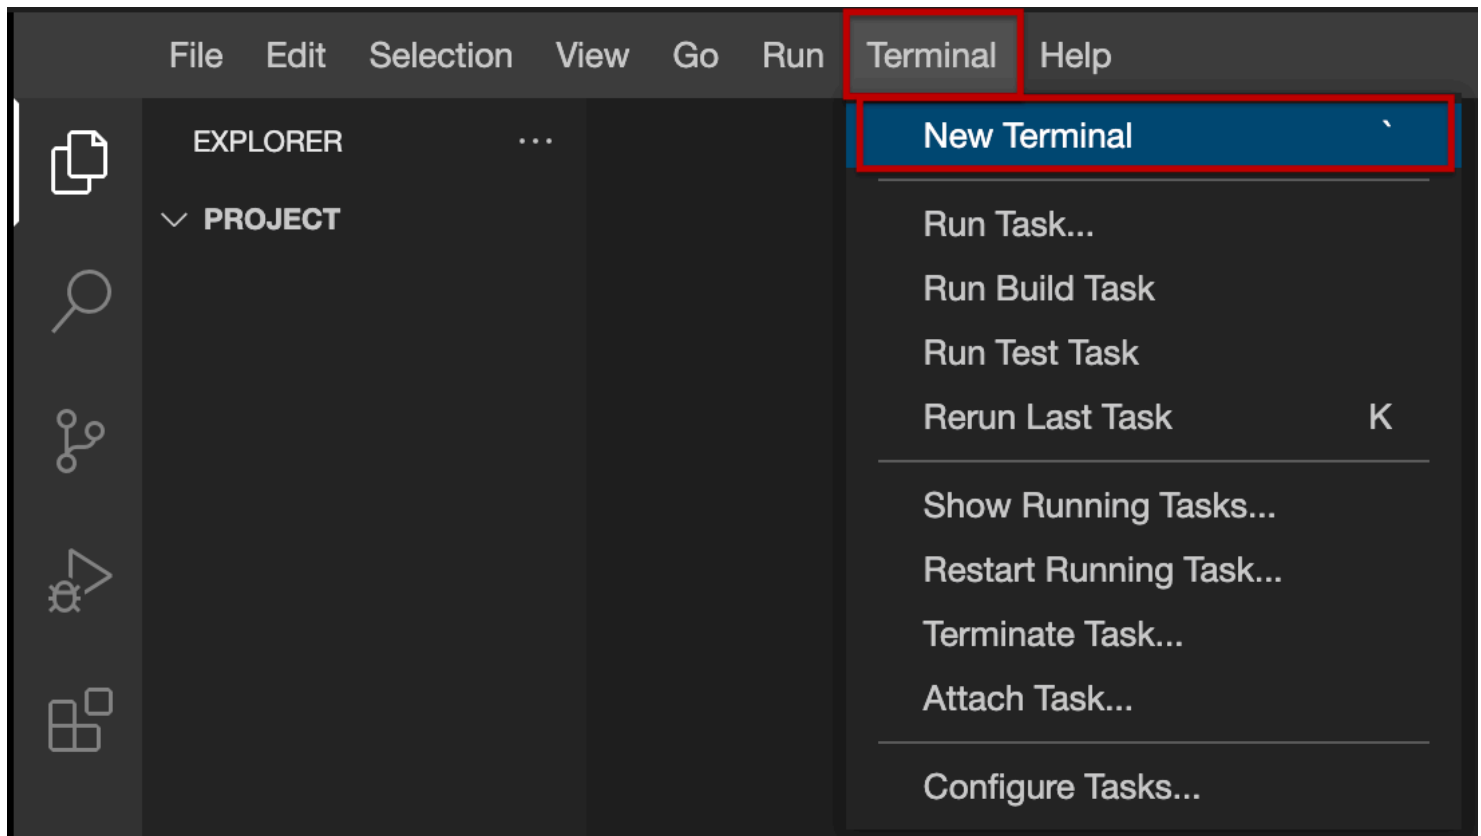 File Edit Selection View Go Run Terminal Help
EXPLORER ...
PROJECT
New Terminal `
Run Task...
Run Build Task
Run Test Task
Rerun Last Task K
Show Running Tasks...
Restart Running Task...
Terminate Task...
Attach Task...
Configure Tasks...